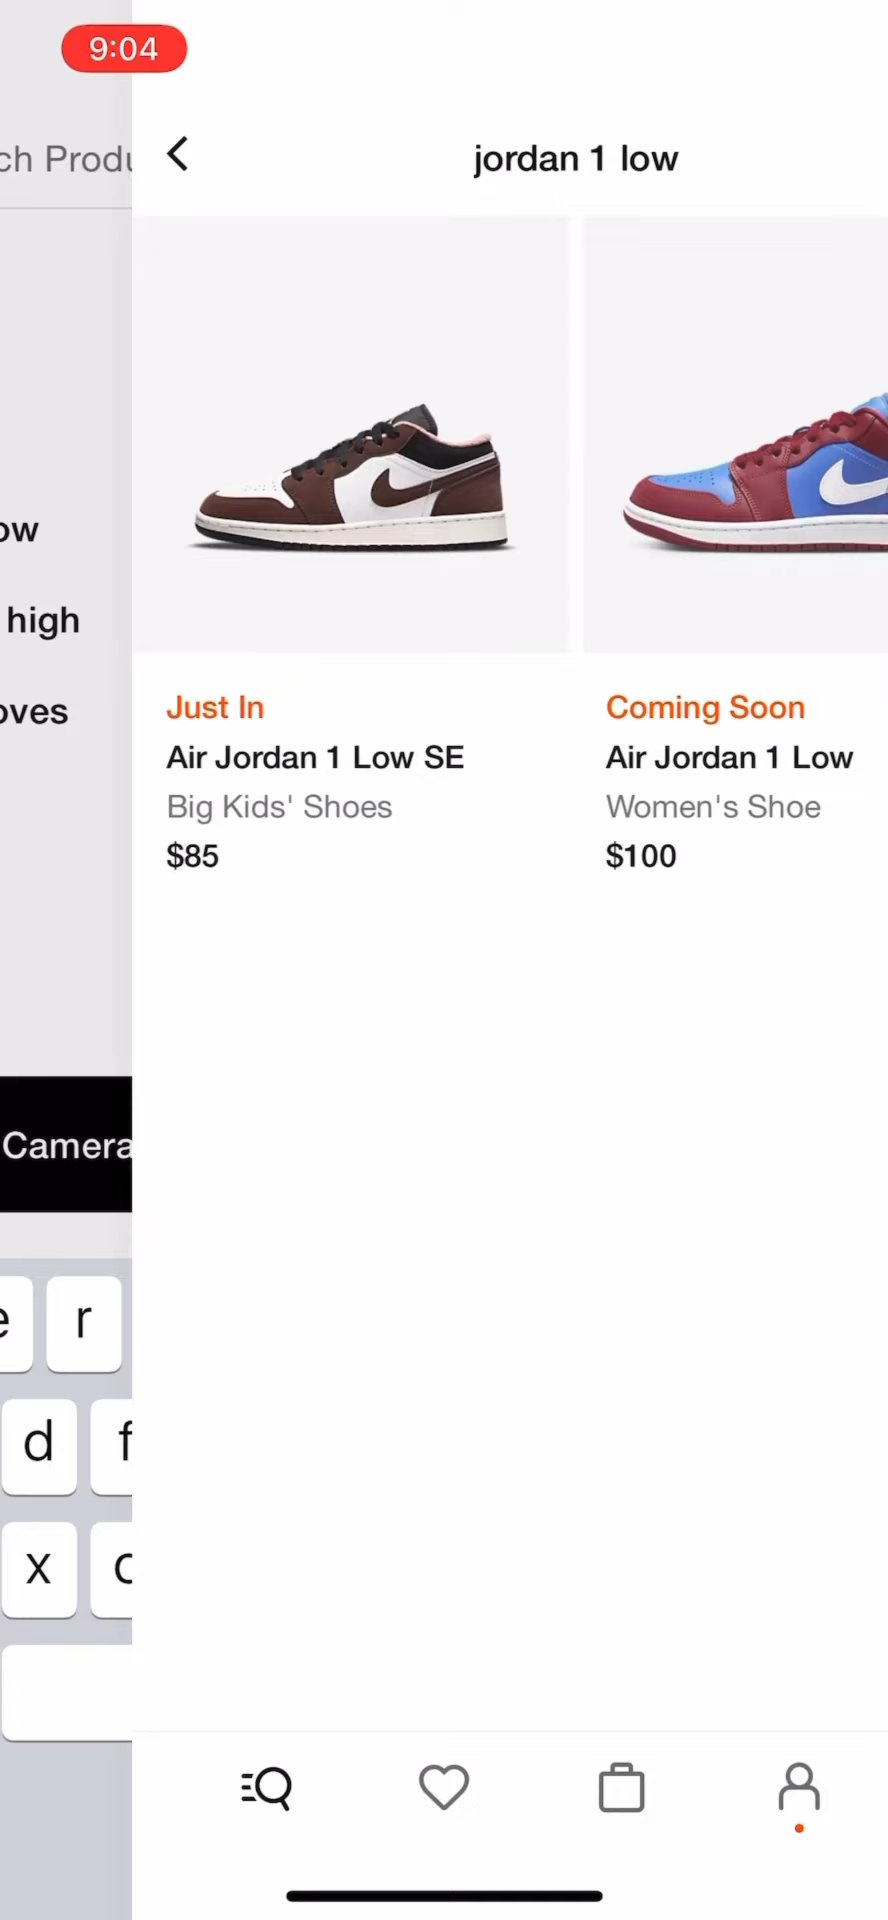 9:04
ch Produ
jordan 1 low
ow
high
oves
Just In
Coming Soon
Air Jordan 1 Low SE
Air Jordan 1 Low
Big Kids' Shoes
Women's Shoe
$85
$100
Camera
e r
d f
x c